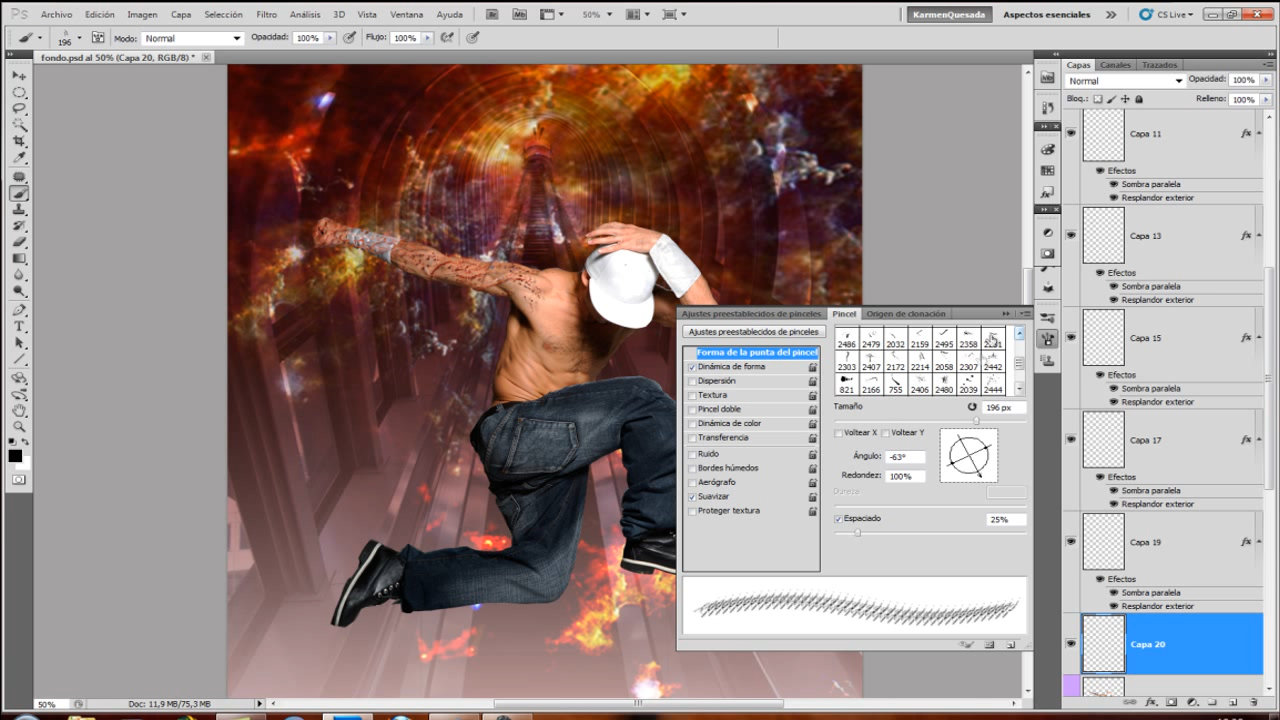 Ps Archivo Edición Imagen Capa Selección Filtro Análisis 3D Vista Ventana Ayuda Br Mb 50% KarmenQuesada Aspectos esenciales CS Live
196 Modo: Normal Opacidad: 100% Flujo: 100%
fondo.psd al 50% (Capa 20, RGB/8) *
Capas Canales Trazados
Normal Opacidad: 100%
Bloq.: Relleno: 100%
Capa 11
Efectos
Sombra paralela
Resplandor exterior
Capa 13
Efectos
Sombra paralela
Resplandor exterior
Capa 15
Efectos
Sombra paralela
Resplandor exterior
Capa 17
Efectos
Sombra paralela
Resplandor exterior
Capa 19
Efectos
Sombra paralela
Resplandor exterior
Capa 20
Ajustes preestablecidos de pinceles Pincel Origen de clonación
Ajustes preestablecidos de pinceles
Forma de la punta del pincel
Dinámica de forma
Dispersión
Textura
Pincel doble
Dinámica de color
Transferencia
Ruido
Bordes húmedos
Aerógrafo
Suavizar
Proteger textura
2486 2479 2032 2159 2495 2358
2303 2407 2172 2214 2058 2307 2442
821 2166 755 2406 2480 2039 2444
Tamaño 196 px
Voltear X Voltear Y
Ángulo: -63°
Redondez: 100%
Dureza
Espaciado 25%
50% Doc: 11,9 MB/75,3 MB